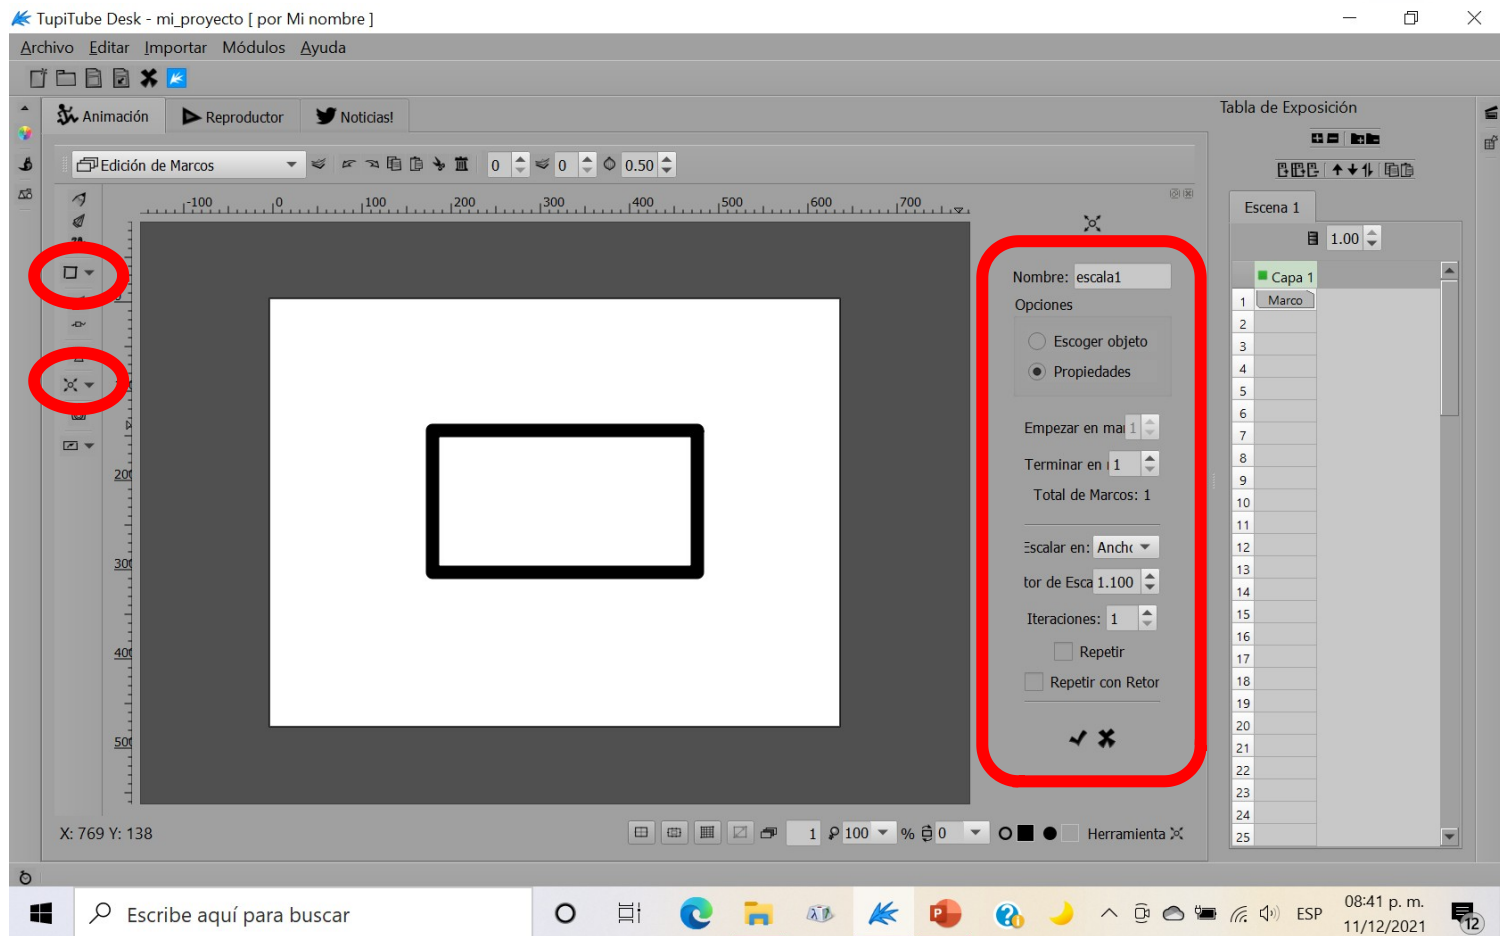 TupiTube Desk - mi_proyecto [ por Mi nombre ]
Archivo Editar Importar Módulos Ayuda
Animación Reproductor Noticias!
Tabla de Exposición
Edición de Marcos 0 0 0.50
-100 0 100 200 300 400 500 600 700
Escena 1
1.00
Nombre: escala1
Opciones
Escoger objeto
Propiedades
Empezar en mar 1
Terminar en 1
Total de Marcos: 1
Escalar en: Ancho
tor de Esca 1.100
Iteraciones: 1
Repetir
Repetir con Retor
Capa 1
1 Marco
2
3
4
5
6
7
8
9
10
11
12
13
14
15
16
17
18
19
20
21
22
23
24
25
0
200
300
400
500
X: 769 Y: 138
1 100 % 0 Herramienta
Escribe aquí para buscar
ESP
08:41 p. m.
11/12/2021
12